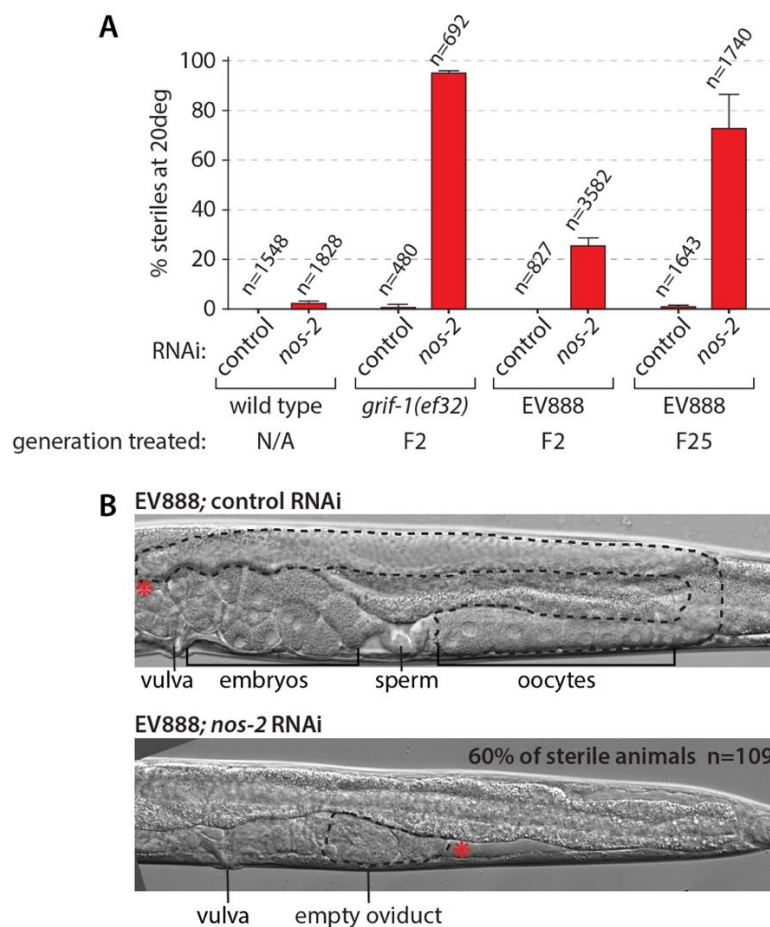 A
% steriles at 20deg
100
80
60
40
20
0
n=1548
n=1828
n=480
n=692
n=827
n=3582
n=1643
n=1740
RNAi: control nos-2 control nos-2 control nos-2 control nos-2
wild type grif-1(ef32) EV888 EV888
generation treated: N/A F2 F2 F25
B
EV888; control RNAi
*
vulva embryos sperm oocytes
EV888; nos-2 RNAi
60% of sterile animals n=109
*
vulva empty oviduct